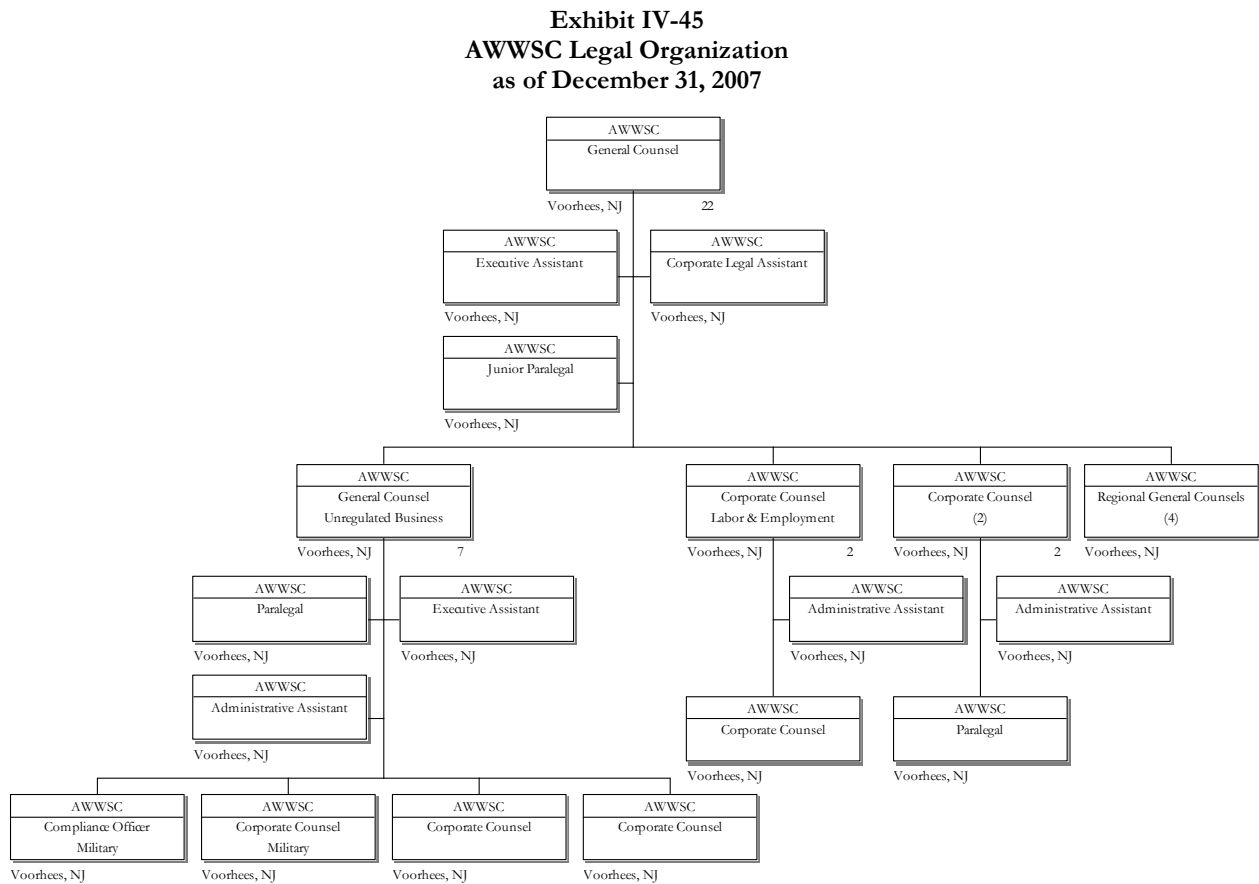 Exhibit IV-45
AWWSC Legal Organization
as of December 31, 2007
AWWSC
General Counsel
Voorhees, NJ 22
AWWSC
Executive Assistant
Voorhees, NJ
AWWSC
Corporate Legal Assistant
Voorhees, NJ
AWWSC
Junior Paralegal
Voorhees, NJ
AWWSC
General Counsel
Unregulated Business
Voorhees, NJ 7
AWWSC
Corporate Counsel
Labor & Employment
Voorhees, NJ 2
AWWSC
Corporate Counsel
(2)
Voorhees, NJ 2
AWWSC
Regional General Counsels
(4)
Voorhees, NJ
AWWSC
Paralegal
Voorhees, NJ
AWWSC
Executive Assistant
Voorhees, NJ
AWWSC
Administrative Assistant
Voorhees, NJ
AWWSC
Administrative Assistant
Voorhees, NJ
AWWSC
Administrative Assistant
Voorhees, NJ
AWWSC
Corporate Counsel
Voorhees, NJ
AWWSC
Paralegal
Voorhees, NJ
AWWSC
Compliance Officer
Military
Voorhees, NJ
AWWSC
Corporate Counsel
Military
Voorhees, NJ
AWWSC
Corporate Counsel
Voorhees, NJ
AWWSC
Corporate Counsel
Voorhees, NJ